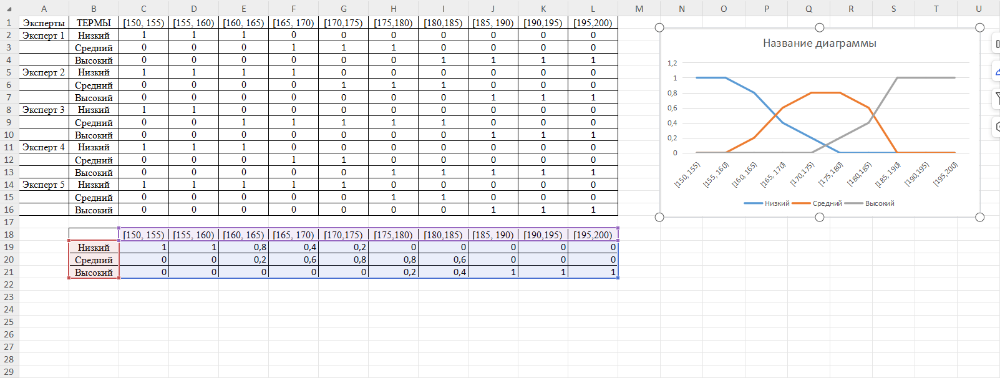 A B C D E F G H I J K L M N O P Q R S T U
1 Эксперты ТЕРМЫ [150, 155) [155, 160) [160, 165) [165, 170) [170,175) [175,180) [180,185) [185, 190) [190,195) [195,200)
2 Эксперт 1 Низкий 1 1 1 0 0 0 0 0 0 0
3 Средний 0 0 0 1 1 1 0 0 0 0
4 Высокий 0 0 0 0 0 0 1 1 1 1
5 Эксперт 2 Низкий 1 1 1 1 0 0 0 0 0 0
6 Средний 0 0 0 0 1 1 1 0 0 0
7 Высокий 0 0 0 0 0 0 0 1 1 1
8 Эксперт 3 Низкий 1 1 0 0 0 0 0 0 0 0
9 Средний 0 0 1 1 1 1 1 0 0 0
10 Высокий 0 0 0 0 0 0 0 1 1 1
11 Эксперт 4 Низкий 1 1 1 0 0 0 0 0 0 0
12 Средний 0 0 0 1 1 0 0 0 0 0
13 Высокий 0 0 0 0 0 1 1 1 1 1
14 Эксперт 5 Низкий 1 1 1 1 1 0 0 0 0 0
15 Средний 0 0 0 0 0 1 1 0 0 0
16 Высокий 0 0 0 0 0 0 0 1 1 1
17
18 [150, 155) [155, 160) [160, 165) [165, 170) [170,175) [175,180) [180,185) [185, 190) [190,195) [195,200)
19 Низкий 1 1 0,8 0,4 0,2 0 0 0 0 0
20 Средний 0 0 0,2 0,6 0,8 0,8 0,6 0 0 0
21 Высокий 0 0 0 0 0 0,2 0,4 1 1 1
22
23
24
25
26
27
28
29
Название диаграммы
1,2
1
0,8
0,6
0,4
0,2
0
[150, 155) [155, 160) [160, 165) [165, 170) [170,175) [175,180) [180,185) [185, 190) [190,195) [195,200)
Низкий Средний Высокий